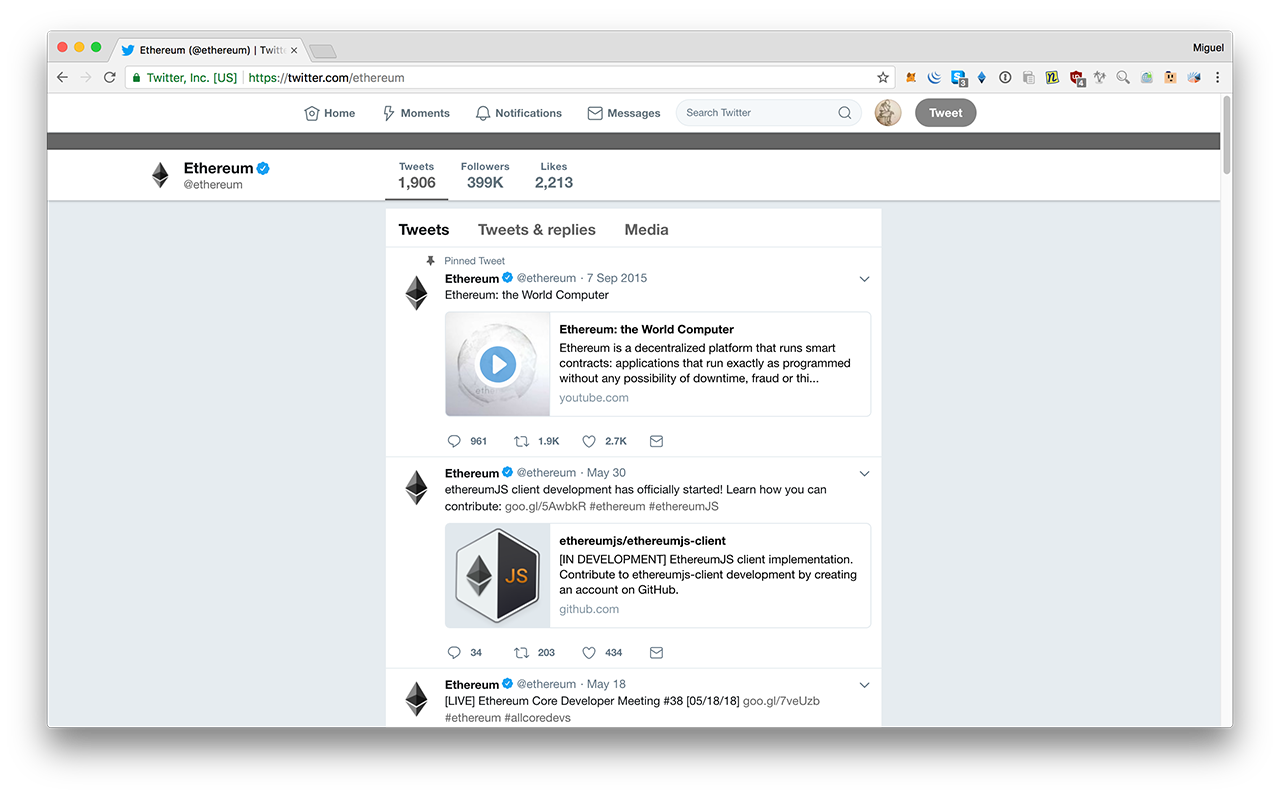 Ethereum (@ethereum) | Twitt
Miguel
Twitter, Inc. [US] https://twitter.com/ethereum
3
4
Home Moments Notifications Messages Search Twitter Tweet
Ethereum
@ethereum
Tweets Followers Likes
1,906 399K 2,213
Tweets Tweets & replies Media
Pinned Tweet
Ethereum @ethereum · 7 Sep 2015
Ethereum: the World Computer
Ethereum: the World Computer
Ethereum is a decentralized platform that runs smart
contracts: applications that run exactly as programmed
without any possibility of downtime, fraud or thi...
youtube.com
961 1.9K 2.7K
Ethereum @ethereum · May 30
ethereumJS client development has officially started! Learn how you can
contribute: goo.gl/5AwbkR #ethereum #ethereumJS
JS
ethereumjs/ethereumjs-client
[IN DEVELOPMENT] EthereumJS client implementation.
Contribute to ethereumjs-client development by creating
an account on GitHub.
github.com
34 203 434
Ethereum @ethereum · May 18
[LIVE] Ethereum Core Developer Meeting #38 [05/18/18] goo.gl/7veUzb
#ethereum #allcoredevs